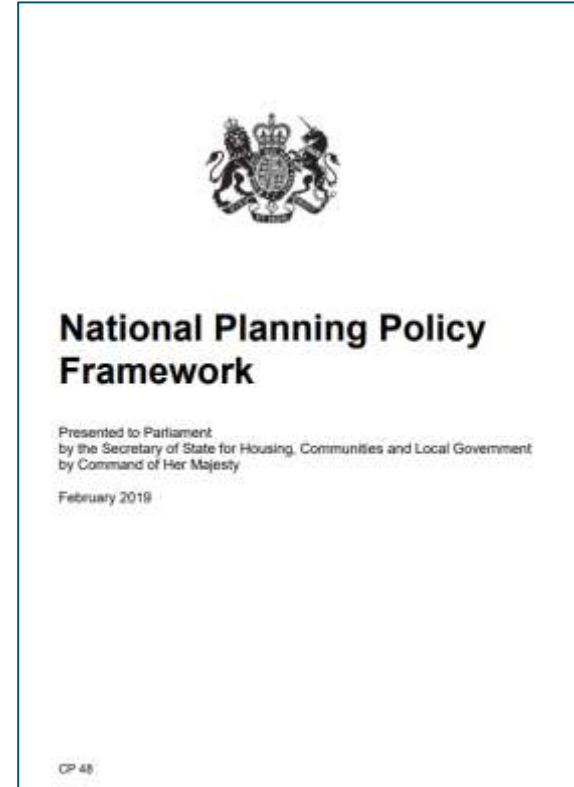 National Planning Policy
Framework
Presented to Parliament
by the Secretary of State for Housing, Communities and Local Government
by Command of Her Majesty
February 2019
CP 48